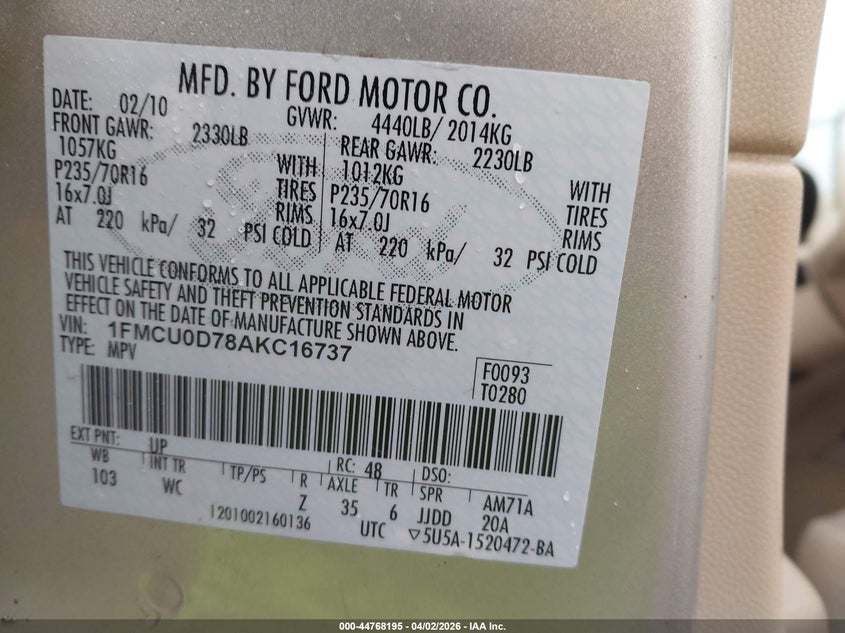 MFD. BY FORD MOTOR CO.
DATE: 02/10 GVWR: 4440LB/ 2014KG
FRONT GAWR: 2330LB REAR GAWR: 2230LB
1057KG WITH 1012KG WITH
P235/70R16 TIRES P235/70R16 TIRES
16x7.0J RIMS 16x7.0J RIMS
AT 220 kPa/ 32 PSI COLD AT 220 kPa/ 32 PSI COLD
THIS VEHICLE CONFORMS TO ALL APPLICABLE FEDERAL MOTOR
VEHICLE SAFETY AND THEFT PREVENTION STANDARDS IN
EFFECT ON THE DATE OF MANUFACTURE SHOWN ABOVE.
VIN: 1FMCU0D78AKC16737
TYPE: MPV
F0093
T0280
EXT PNT: UP RC: 48 DSO:
WB INT TR TP/PS R AXLE TR SPR AM71A
103 WC Z 35 6 JJDD 20A
1201002160136 UTC ▽5U5A-1520472-BA
000-44768195 - 04/02/2026 - IAA Inc.